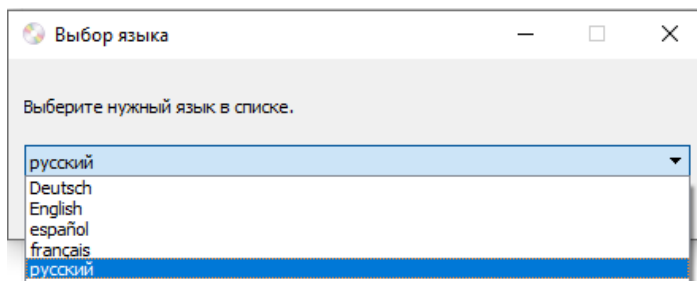 Выбор языка
Выберите нужный язык в списке.
русский
Deutsch
English
español
français
русский